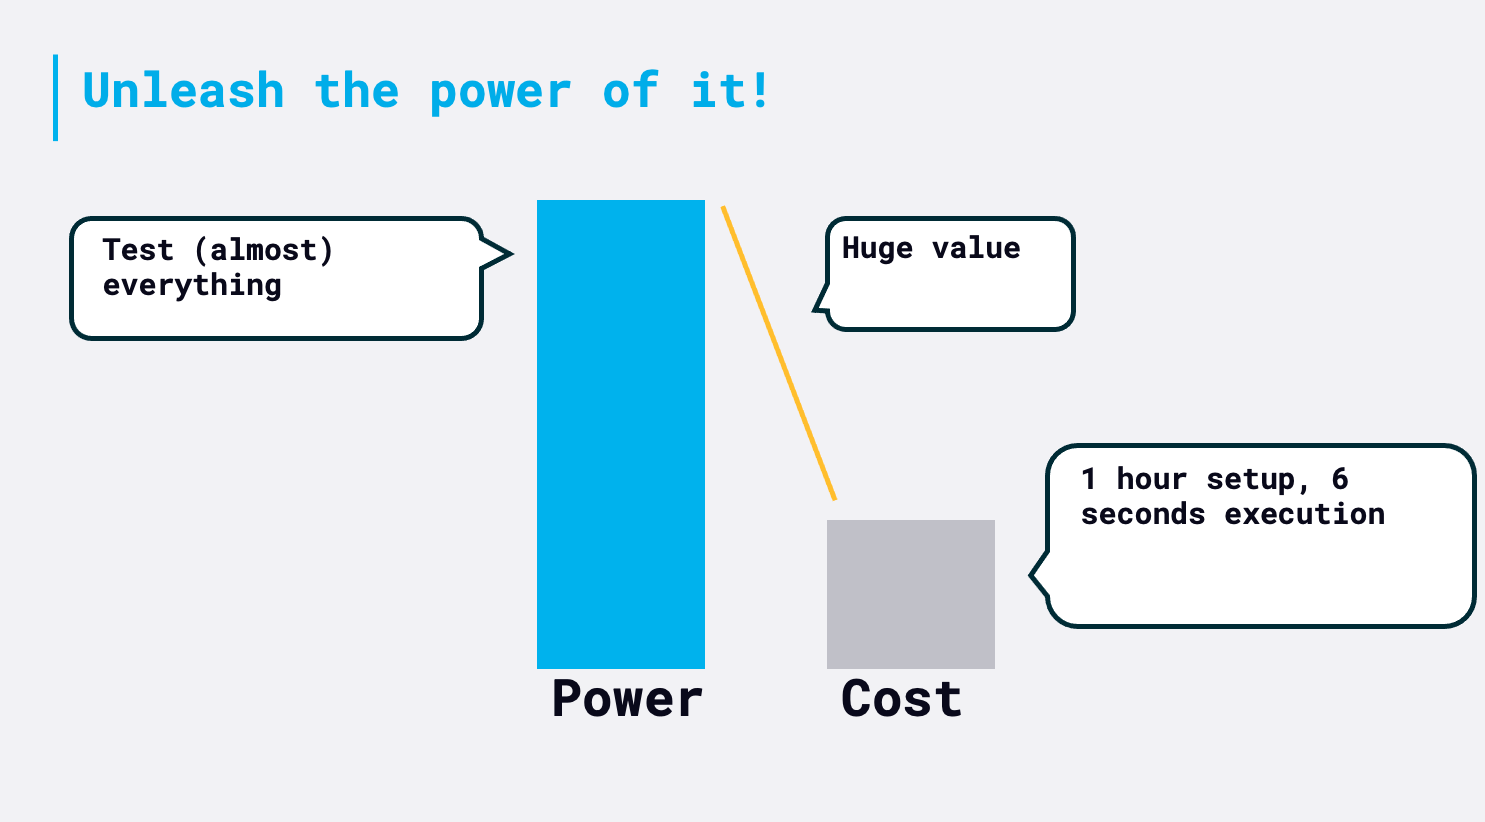 Unleash the power of it!
Test (almost)
everything
Huge value
1 hour setup, 6
seconds execution
Power
Cost